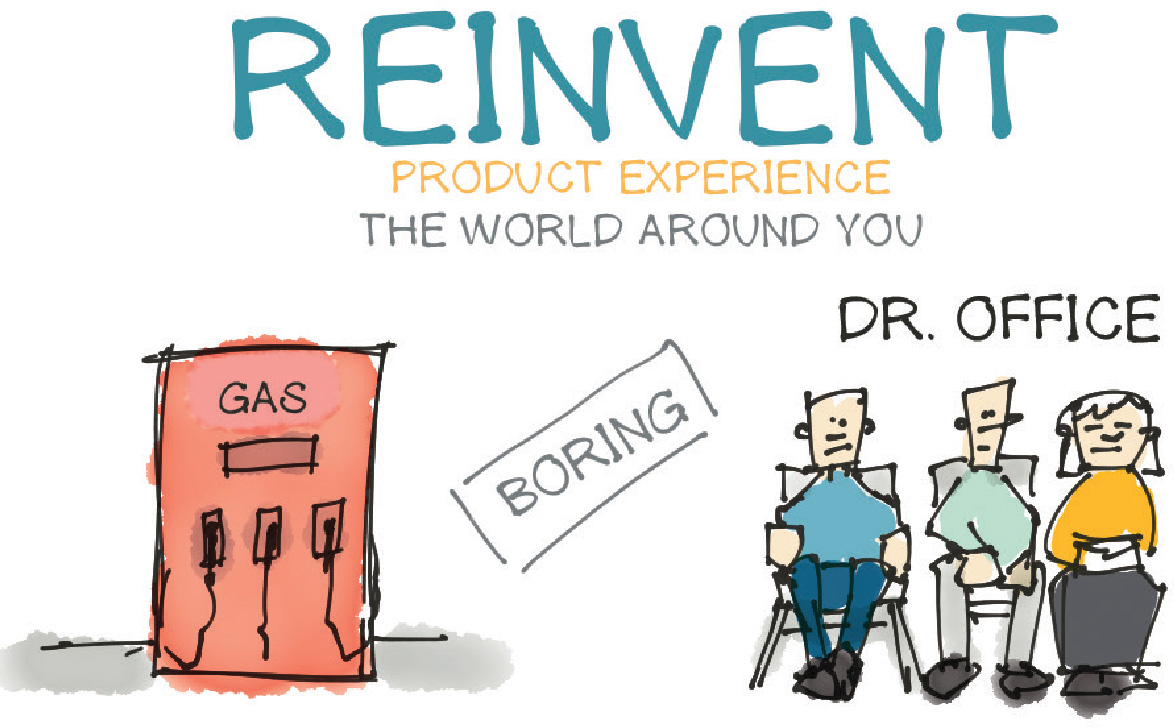 REINVENT
PRODUCT EXPERIENCE
THE WORLD AROUND YOU
DR. OFFICE
GAS
BORING